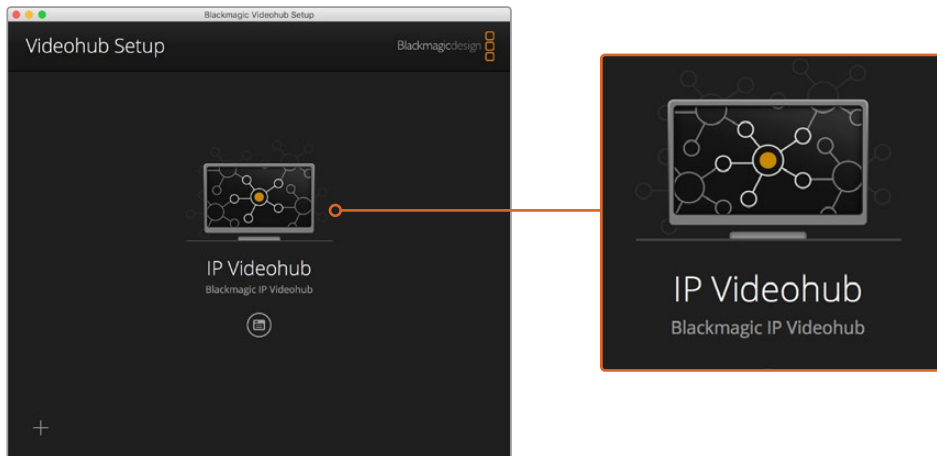 Blackmagic Videohub Setup
Videohub Setup
Blackmagicdesign
IP Videohub
Blackmagic IP Videohub
IP Videohub
Blackmagic IP Videohub